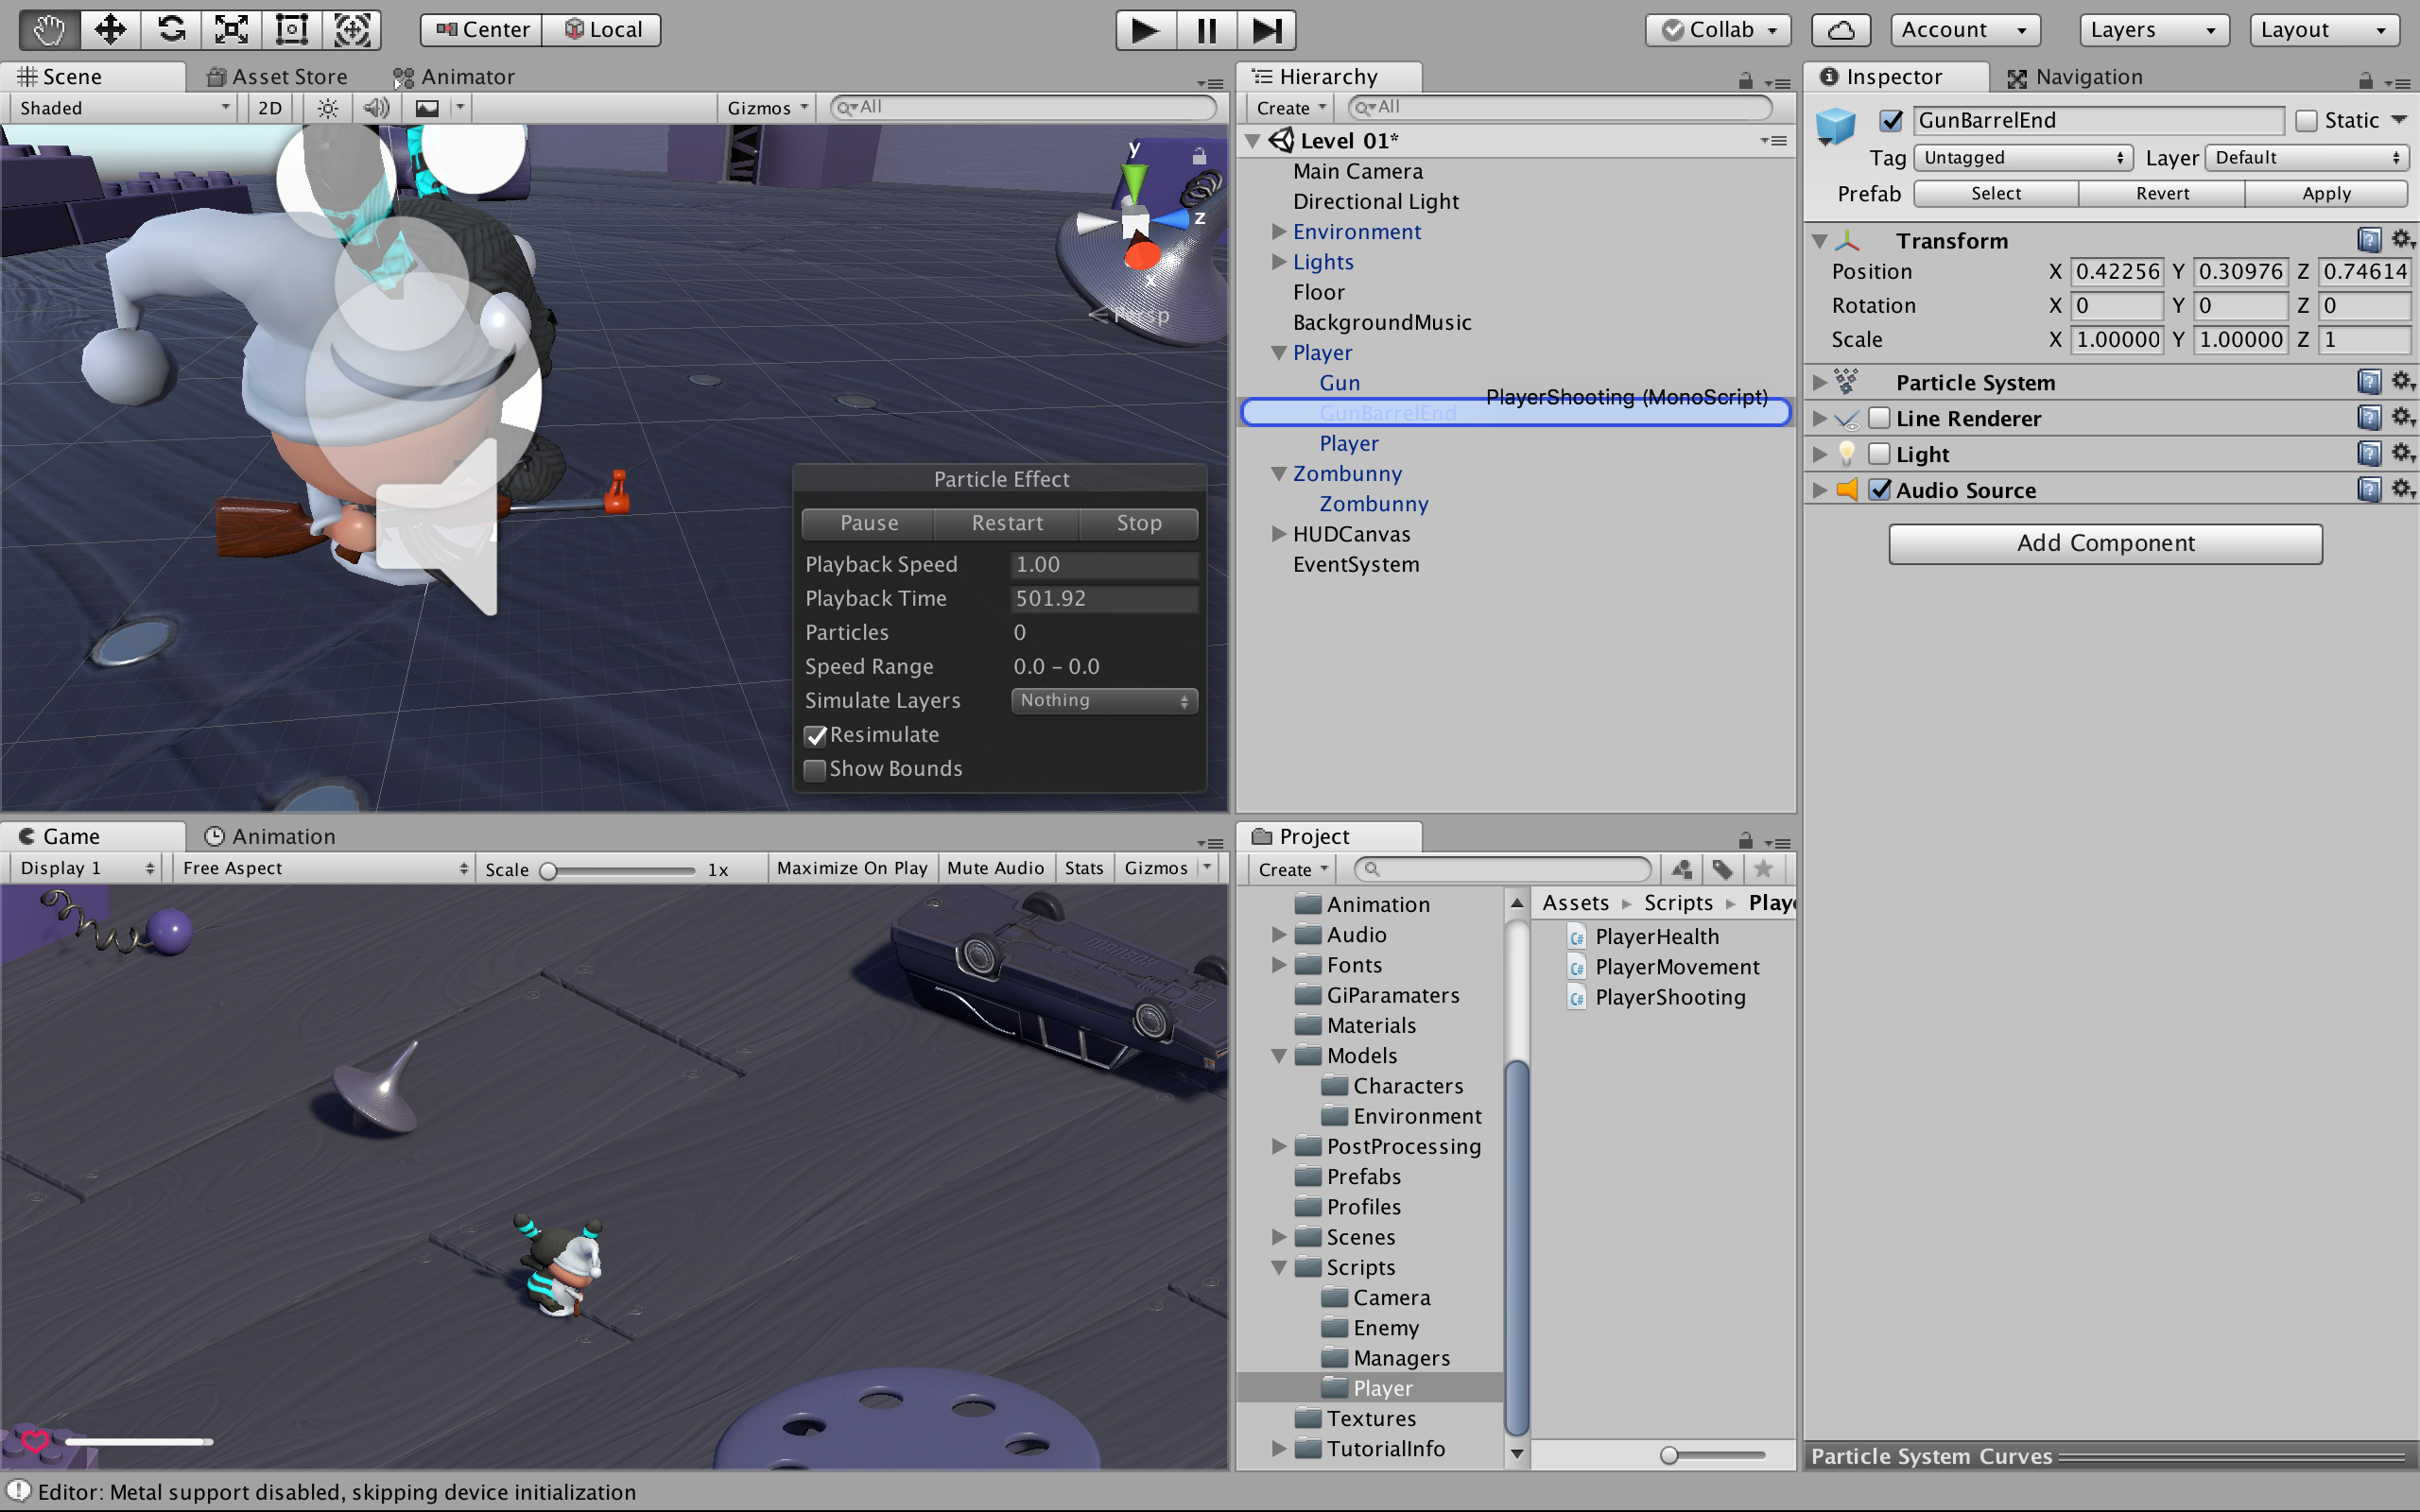 Center Local Collab Account Layers Layout
Scene Asset Store Animator
Shaded 2D Gizmos All
y
z
x
Persp
Particle Effect
Pause Restart Stop
Playback Speed 1.00
Playback Time 501.92
Particles 0
Speed Range 0.0 – 0.0
Simulate Layers Nothing
Resimulate
Show Bounds
Hierarchy
Create All
Level 01*
Main Camera
Directional Light
Environment
Lights
Floor
BackgroundMusic
Player
Gun
PlayerShooting (MonoScript)
GunBarrelEnd
Player
Zombunny
Zombunny
HUDCanvas
EventSystem
Inspector Navigation
GunBarrelEnd Static
Tag Untagged Layer Default
Prefab Select Revert Apply
Transform
Position X 0.42256 Y 0.30976 Z 0.74614
Rotation X 0 Y 0 Z 0
Scale X 1.00000 Y 1.00000 Z 1
Particle System
Line Renderer
Light
Audio Source
Add Component
Game Animation
Display 1 Free Aspect Scale 1x Maximize On Play Mute Audio Stats Gizmos
Project
Create
Animation
Audio
Fonts
GiParamaters
Materials
Models
Characters
Environment
PostProcessing
Prefabs
Profiles
Scenes
Scripts
Camera
Enemy
Managers
Player
Textures
TutorialInfo
Assets Scripts Playe
C# PlayerHealth
C# PlayerMovement
C# PlayerShooting
Particle System Curves
Editor: Metal support disabled, skipping device initialization